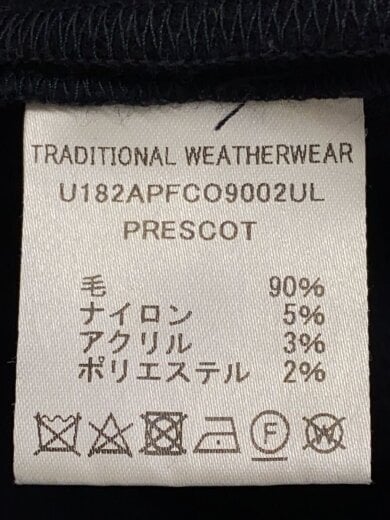 TRADITIONAL WEATHERWEAR
U182APFCO9002UL
PRESCOT
毛 90%
ナイロン 5%
アクリル 3%
ポリエステル 2%
F W